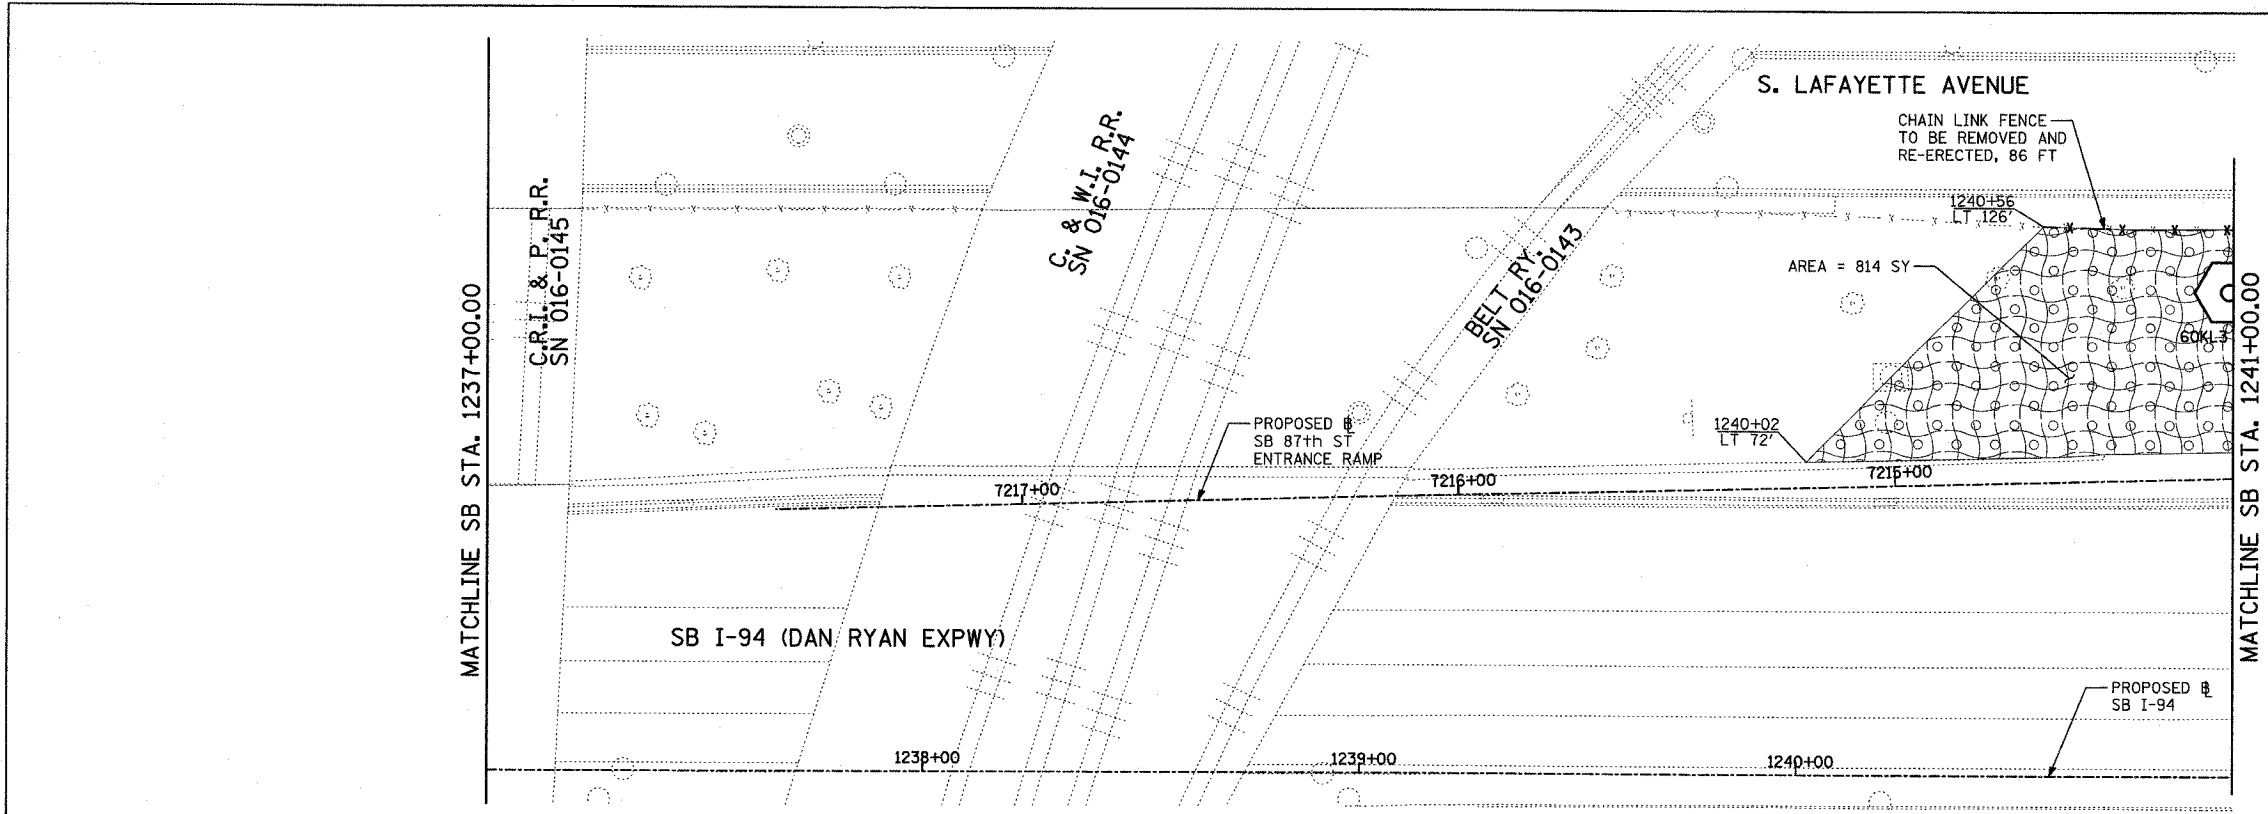 S. LAFAYETTE AVENUE
CHAIN LINK FENCE
TO BE REMOVED AND
RE-ERECTED, 86 FT
1240+56
LT 126'
AREA = 814 SY
60KL3
1240+02
LT 72'
C.R.I. & P. R.R.
SN 016-0145
C. & W.I. R.R.
SN 016-0144
BELT RY.
SN 016-0143
MATCHLINE SB STA. 1237+00.00
MATCHLINE SB STA. 1241+00.00
PROPOSED ⅊
SB 87th ST
ENTRANCE RAMP
7217+00
7216+00
7215+00
SB I-94 (DAN RYAN EXPWY)
PROPOSED ⅊
SB I-94
1238+00
1239+00
1240+00